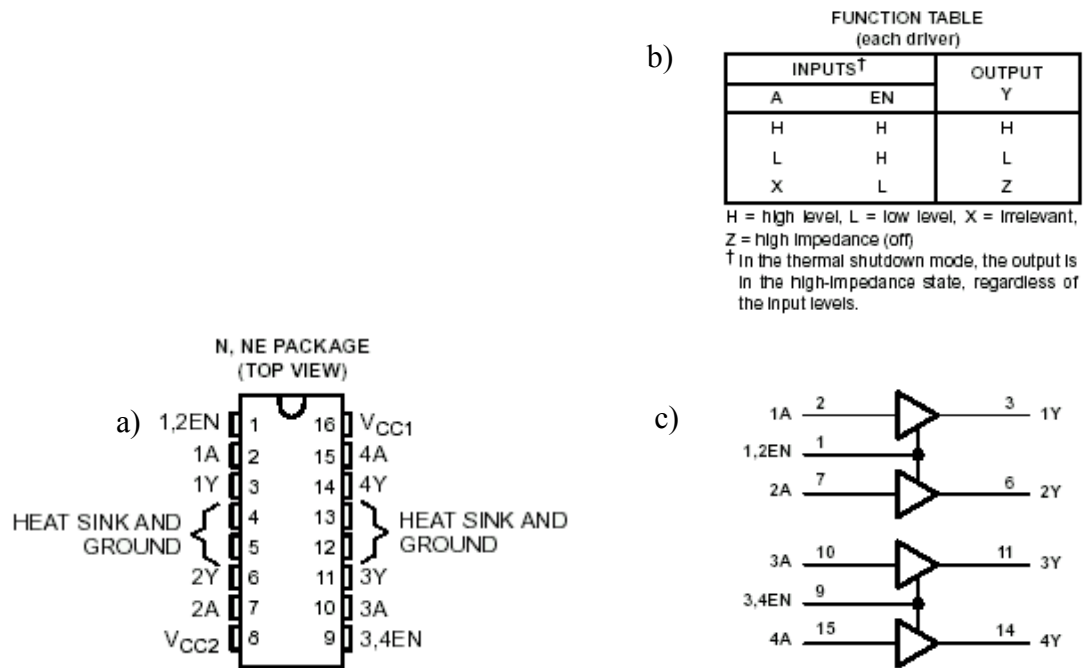 FUNCTION TABLE
(each driver)
b)
INPUTS†
OUTPUT
Y
A EN
H H H
L H L
X L Z
H = high level, L = low level, X = irrelevant,
Z = high impedance (off)
† In the thermal shutdown mode, the output is
in the high-impedance state, regardless of
the input levels.
N, NE PACKAGE
(TOP VIEW)
a)
1,2EN 1 16 VCC1
1A 2 15 4A
1Y 3 14 4Y
HEAT SINK AND
GROUND
4 13
5 12
HEAT SINK AND
GROUND
2Y 6 11 3Y
2A 7 10 3A
VCC2 8 9 3,4EN
c)
1A 2 3 1Y
1,2EN 1
2A 7 6 2Y
3A 10 11 3Y
3,4EN 9
4A 15 14 4Y